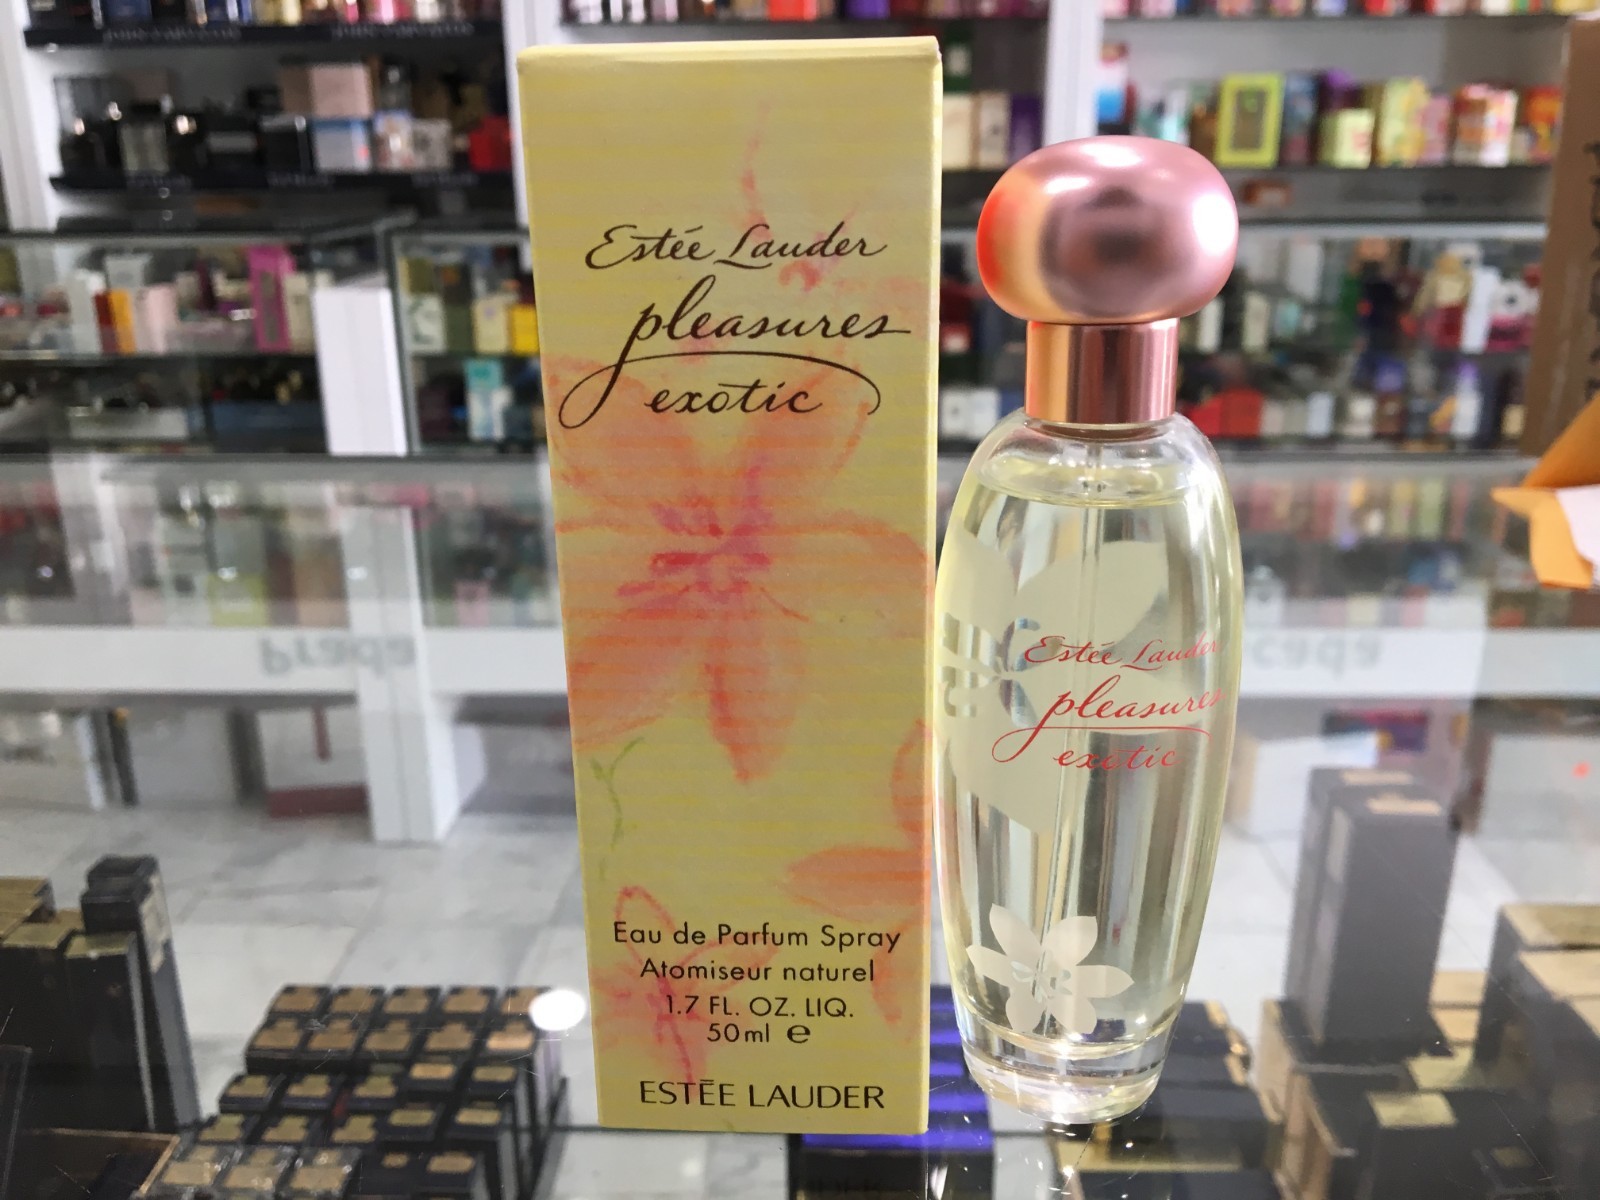 Estée Lauder
pleasures
exotic
Eau de Parfum Spray
Atomiseur naturel
1.7 FL. OZ. LIQ.
50ml e
ESTĒE LAUDER
Estée Lauder
pleasures
exotic
Prada